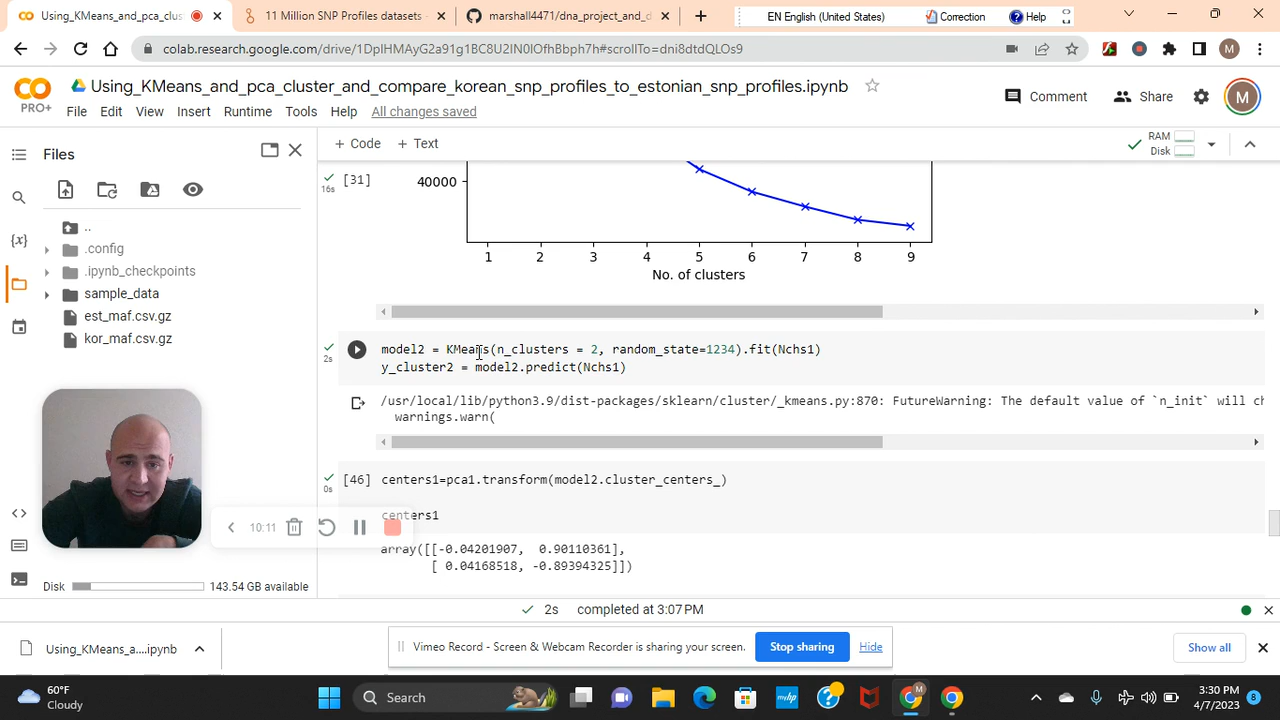 Using_KMeans_and_pca_clust
11 Million SNP Profiles datasets -
marshall4471/dna_project_and_d
EN English (United States)
Correction
Help
colab.research.google.com/drive/1DpIHMAyG2a91g1BC8U2IN0lOfhBbph7h#scrollTo=dni8dtdQLOs9
M
CO
PRO+
Using_KMeans_and_pca_cluster_and_compare_korean_snp_profiles_to_estonian_snp_profiles.ipynb
Comment
Share
M
File Edit View Insert Runtime Tools Help All changes saved
Files
+ Code + Text
RAM
Disk
..
.config
.ipynb_checkpoints
sample_data
est_maf.csv.gz
kor_maf.csv.gz
[31]
16s
40000
1 2 3 4 5 6 7 8 9
No. of clusters
2s
model2 = KMeans(n_clusters = 2, random_state=1234).fit(Nchs1)
y_cluster2 = model2.predict(Nchs1)
/usr/local/lib/python3.9/dist-packages/sklearn/cluster/_kmeans.py:870: FutureWarning: The default value of `n_init` will ch
warnings.warn(
[46]
0s
centers1=pca1.transform(model2.cluster_centers_)
centers1
array([[-0.04201907, 0.90110361],
[ 0.04168518, -0.89394325]])
10:11
Disk
143.54 GB available
2s completed at 3:07 PM
Using_KMeans_a....ipynb
Vimeo Record - Screen & Webcam Recorder is sharing your screen.
Stop sharing
Hide
Show all
60°F
Cloudy
Search
3:30 PM
4/7/2023
8